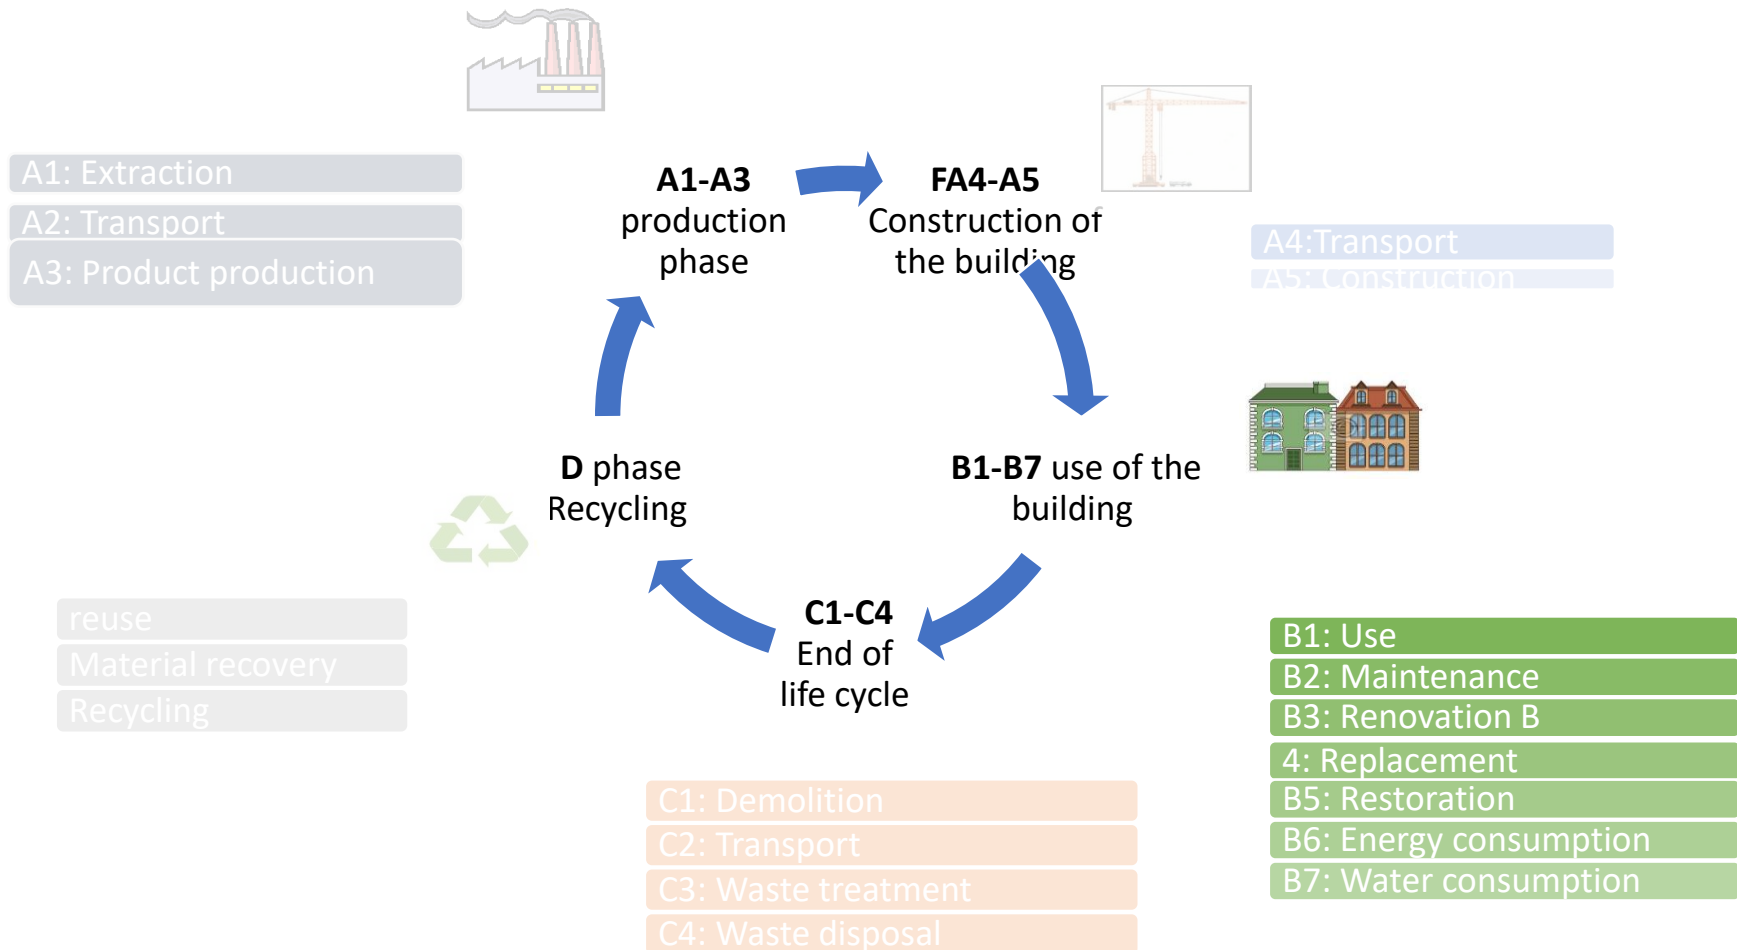 A1: Extraction
A2: Transport
A3: Product production
A1-A3
production
phase
FA4-A5
Construction of
the building
A4:Transport
A5: Construction
B1-B7 use of the
building
B1: Use
B2: Maintenance
B3: Renovation B
4: Replacement
B5: Restoration
B6: Energy consumption
B7: Water consumption
C1-C4
End of
life cycle
C1: Demolition
C2: Transport
C3: Waste treatment
C4: Waste disposal
D phase
Recycling
reuse
Material recovery
Recycling